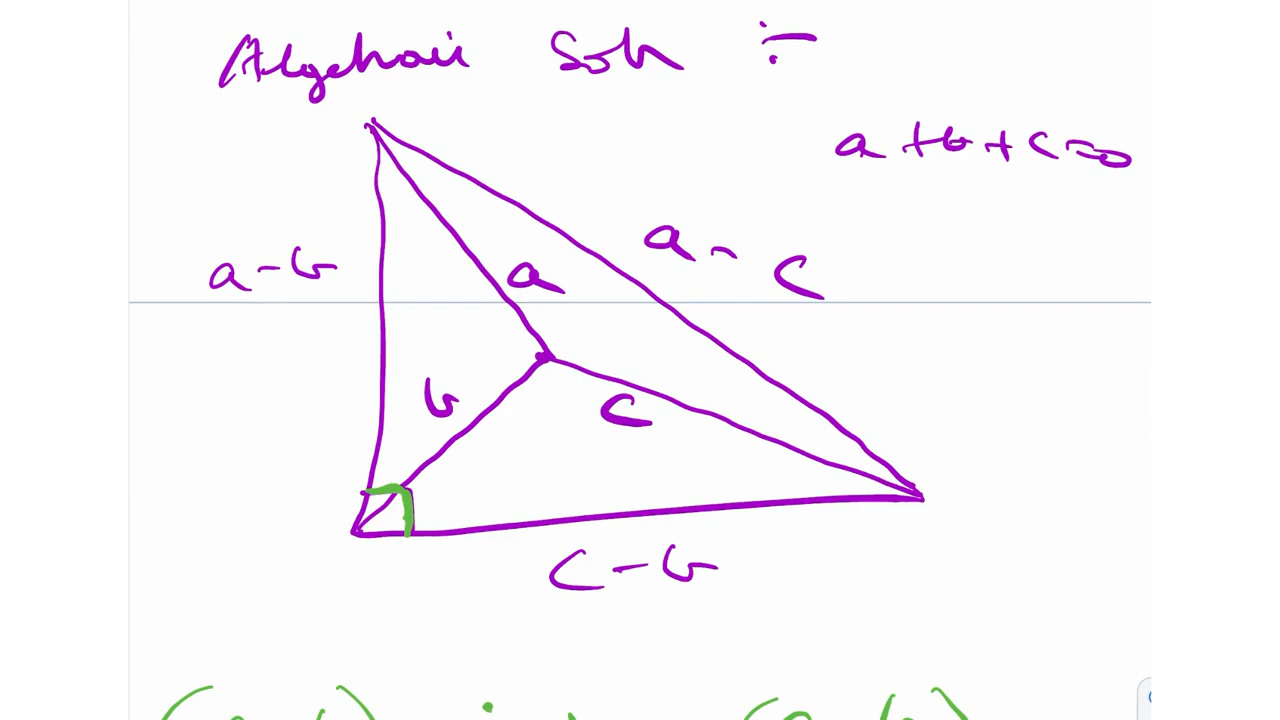 Algebraic Soln :-
a + b + c = 0
a - b
a
a - c
b
c
c - b